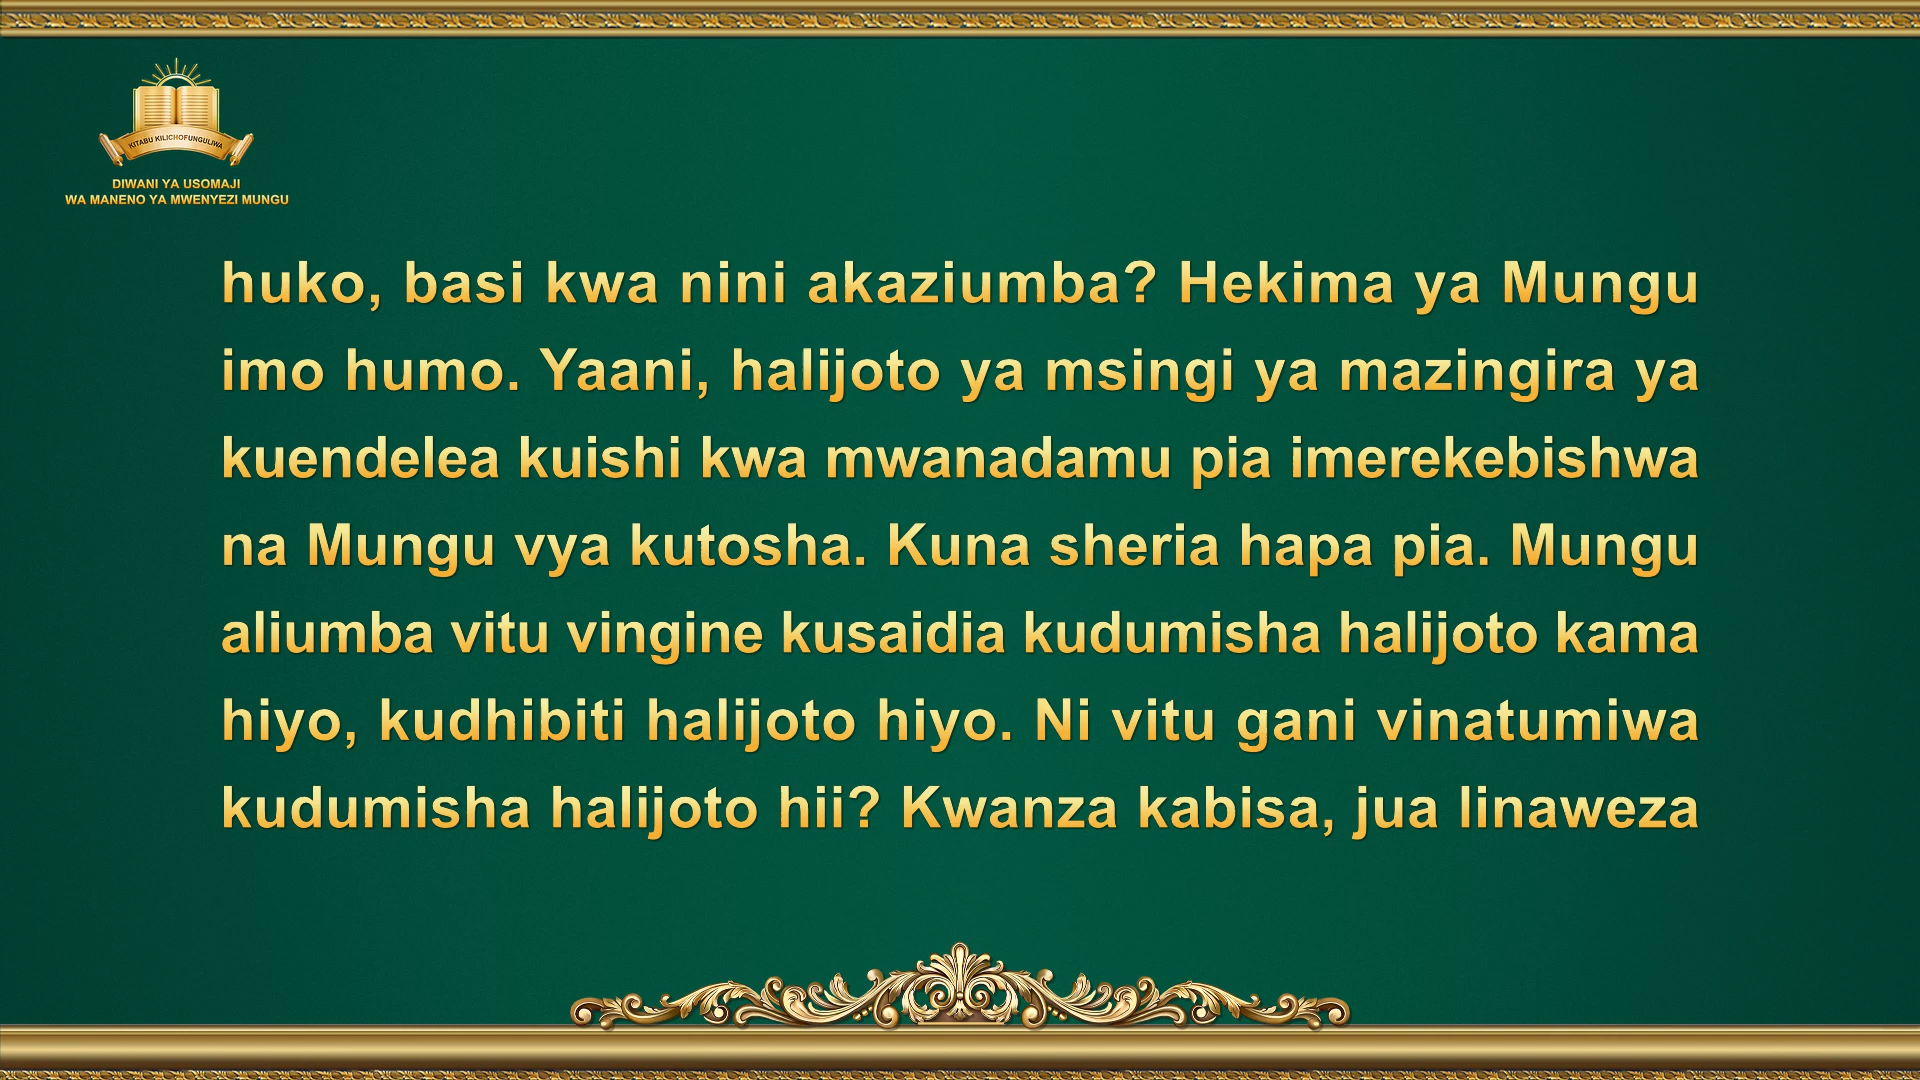 KITABU KILICHOFUNGULIWA
DIWANI YA USOMAJI
WA MANENO YA MWENYEZI MUNGU
huko, basi kwa nini akaziumba? Hekima ya Mungu
imo humo. Yaani, halijoto ya msingi ya mazingira ya
kuendelea kuishi kwa mwanadamu pia imerekebishwa
na Mungu vya kutosha. Kuna sheria hapa pia. Mungu
aliumba vitu vingine kusaidia kudumisha halijoto kama
hiyo, kudhibiti halijoto hiyo. Ni vitu gani vinatumiwa
kudumisha halijoto hii? Kwanza kabisa, jua linaweza